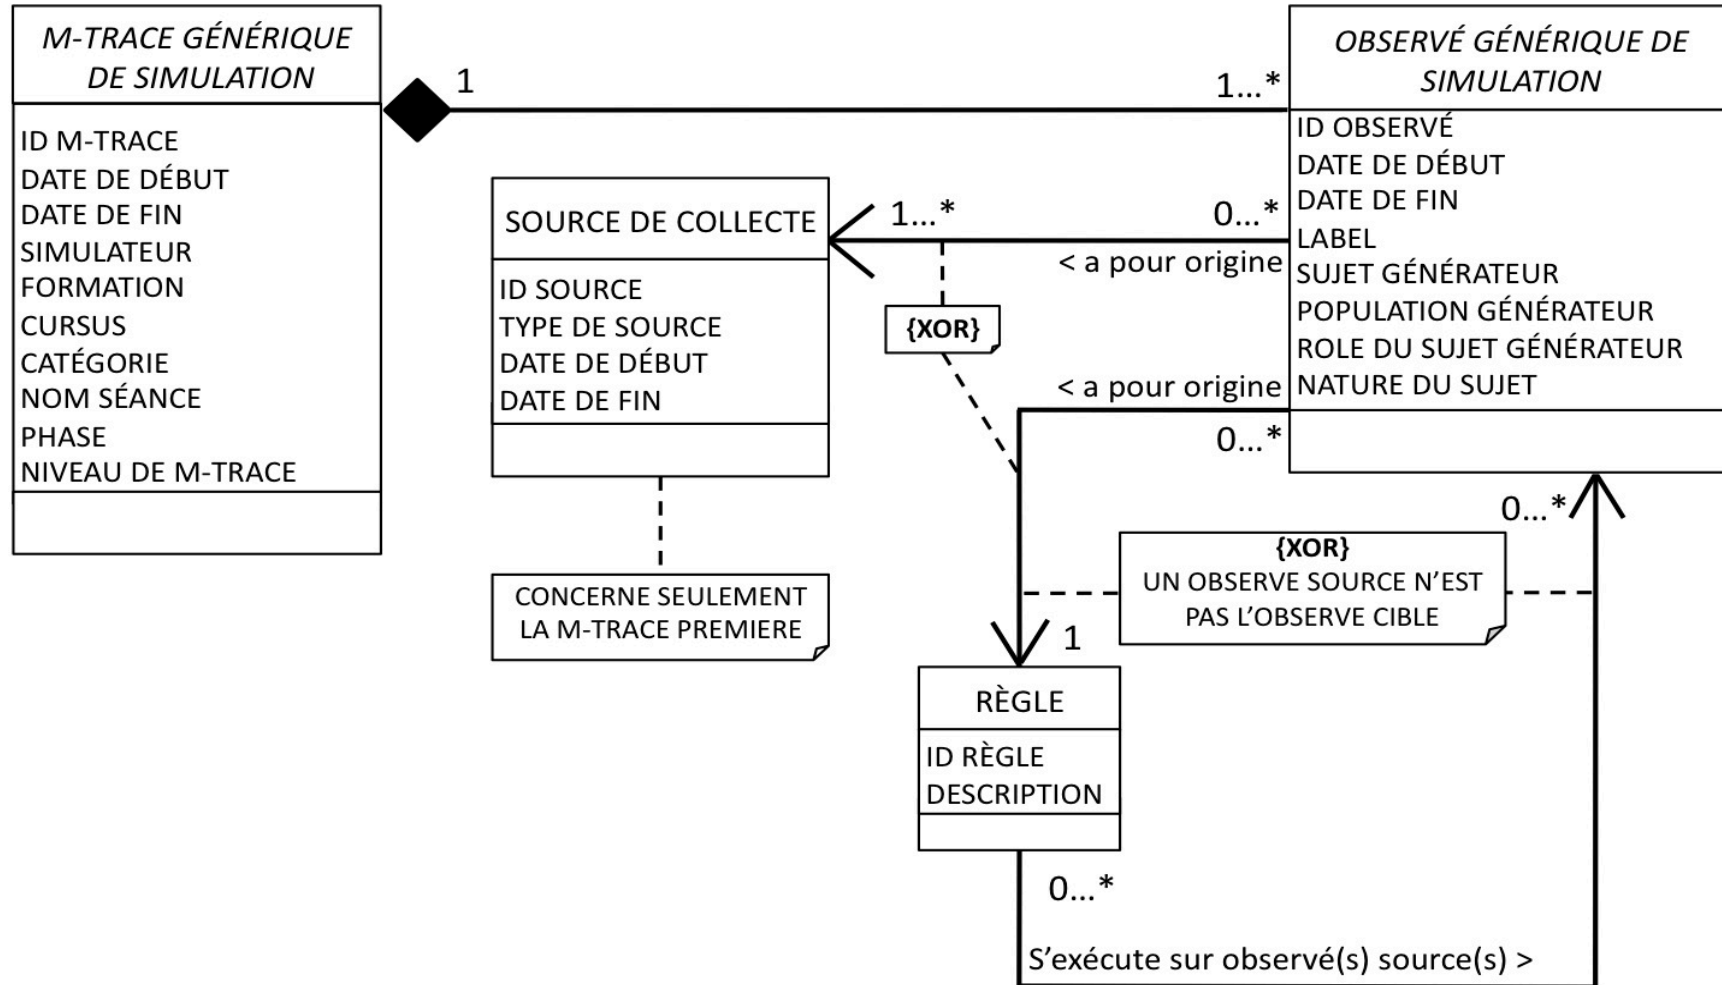 M-TRACE GÉNÉRIQUE
DE SIMULATION
ID M-TRACE
DATE DE DÉBUT
DATE DE FIN
SIMULATEUR
FORMATION
CURSUS
CATÉGORIE
NOM SÉANCE
PHASE
NIVEAU DE M-TRACE
1
1...*
OBSERVÉ GÉNÉRIQUE DE
SIMULATION
ID OBSERVÉ
DATE DE DÉBUT
DATE DE FIN
LABEL
SUJET GÉNÉRATEUR
POPULATION GÉNÉRATEUR
ROLE DU SUJET GÉNÉRATEUR
NATURE DU SUJET
SOURCE DE COLLECTE
ID SOURCE
TYPE DE SOURCE
DATE DE DÉBUT
DATE DE FIN
1...*
0...*
< a pour origine
{XOR}
< a pour origine
0...*
CONCERNE SEULEMENT
LA M-TRACE PREMIERE
0...*
{XOR}
UN OBSERVE SOURCE N’EST
PAS L’OBSERVE CIBLE
1
RÈGLE
ID RÈGLE
DESCRIPTION
0...*
S’exécute sur observé(s) source(s) >